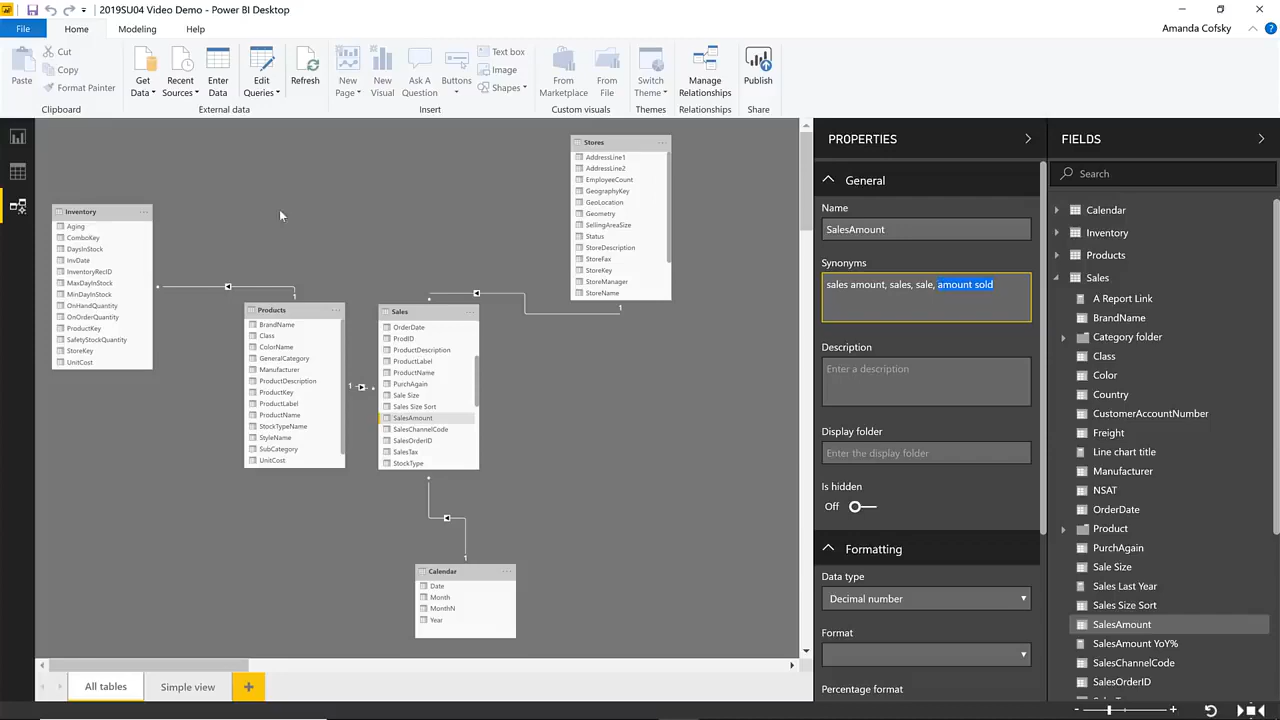 2019SU04 Video Demo - Power BI Desktop
File
Home
Modeling
Help
Amanda Cofsky
Paste
Cut
Copy
Format Painter
Clipboard
Get Data
Recent Sources
Enter Data
Edit Queries
External data
Refresh
New Page
New Visual
Ask A Question
Buttons
Text box
Image
Shapes
Insert
From Marketplace
From File
Custom visuals
Switch Theme
Themes
Manage Relationships
Relationships
Publish
Share
Inventory
Aging
ComboKey
DaysInStock
InvDate
InventoryRecID
MaxDayInStock
MinDayInStock
OnHandQuantity
OnOrderQuantity
ProductKey
SafetyStockQuantity
StoreKey
UnitCost
1
Products
BrandName
Class
ColorName
GeneralCategory
Manufacturer
ProductDescription
ProductKey
ProductLabel
ProductName
StockTypeName
StyleName
SubCategory
UnitCost
1
Sales
OrderDate
ProdID
ProductDescription
ProductLabel
ProductName
PurchAgain
Sale Size
Sales Size Sort
SalesAmount
SalesChannelCode
SalesOrderID
SalesTax
StockType
Stores
AddressLine1
AddressLine2
EmployeeCount
GeographyKey
GeoLocation
Geometry
SellingAreaSize
Status
StoreDescription
StoreFax
StoreKey
StoreManager
StoreName
1
1
Calendar
Date
Month
MonthN
Year
All tables
Simple view
PROPERTIES
General
Name
SalesAmount
Synonyms
sales amount, sales, sale, amount sold
Description
Enter a description
Display folder
Enter the display folder
Is hidden
Off
Formatting
Data type
Decimal number
Format
Percentage format
FIELDS
Search
Calendar
Inventory
Products
Sales
A Report Link
BrandName
Category folder
Class
Color
Country
CustomerAccountNumber
Freight
Line chart title
Manufacturer
NSAT
OrderDate
Product
PurchAgain
Sale Size
Sales Last Year
Sales Size Sort
SalesAmount
SalesAmount YoY%
SalesChannelCode
SalesOrderID